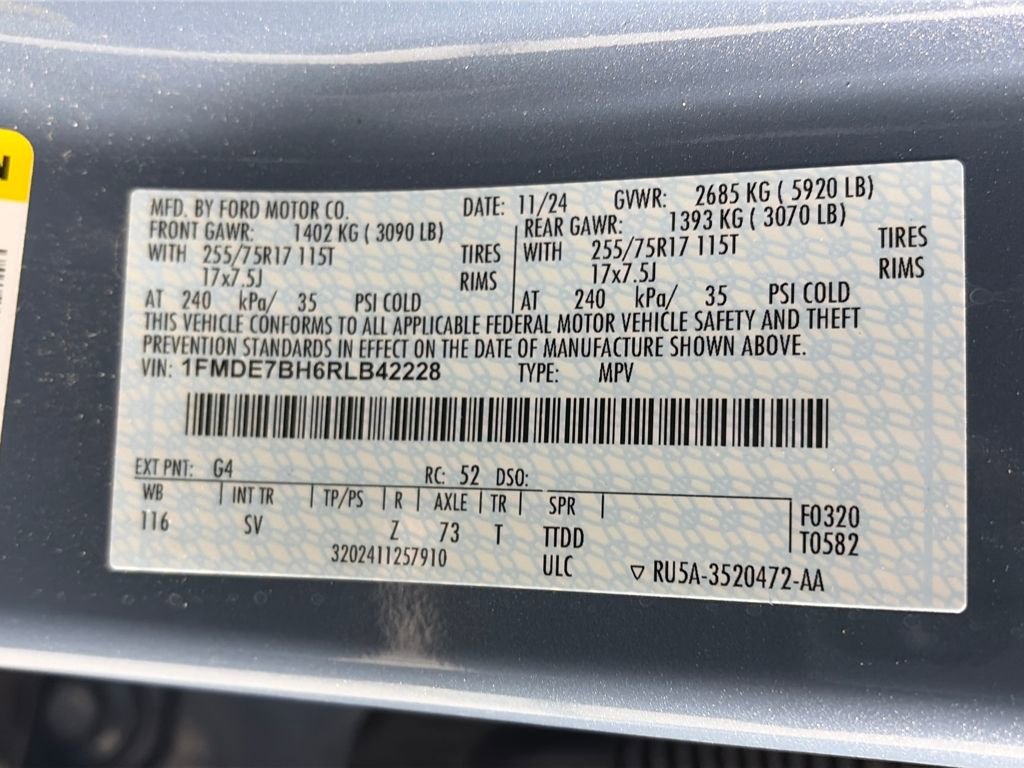 N
MFD. BY FORD MOTOR CO. DATE: 11/24 GVWR: 2685 KG ( 5920 LB)
FRONT GAWR: 1402 KG ( 3090 LB) REAR GAWR: 1393 KG ( 3070 LB)
WITH 255/75R17 115T TIRES WITH 255/75R17 115T TIRES
17x7.5J RIMS 17x7.5J RIMS
AT 240 kPa/ 35 PSI COLD AT 240 kPa/ 35 PSI COLD
THIS VEHICLE CONFORMS TO ALL APPLICABLE FEDERAL MOTOR VEHICLE SAFETY AND THEFT
PREVENTION STANDARDS IN EFFECT ON THE DATE OF MANUFACTURE SHOWN ABOVE.
VIN: 1FMDE7BH6RLB42228 TYPE: MPV
EXT PNT: G4 RC: 52 DSO:
WB INT TR TP/PS R AXLE TR SPR
116 SV Z 73 T TTDD F0320
T0582
3202411257910 ULC ▽ RU5A-3520472-AA